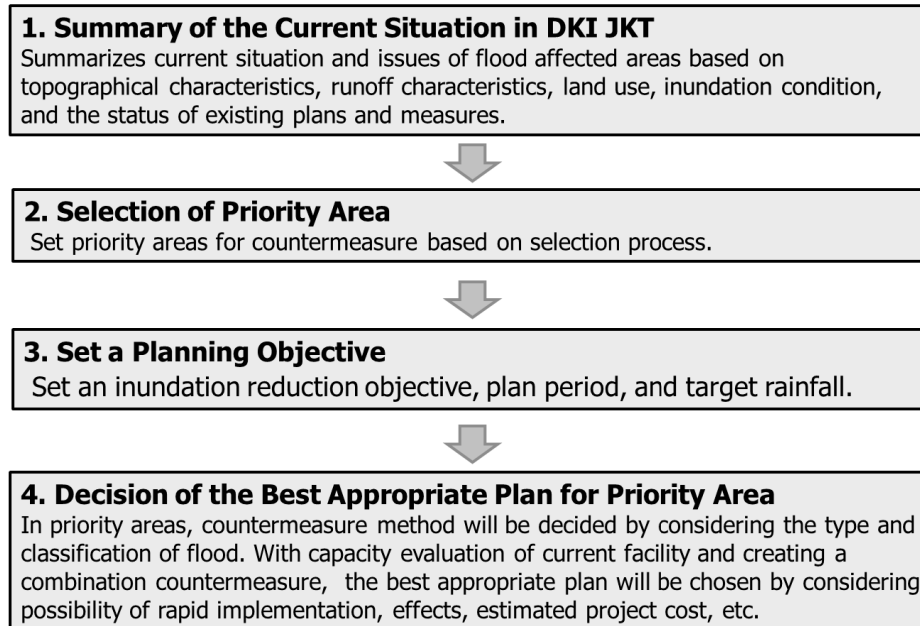 1. Summary of the Current Situation in DKI JKT
Summarizes current situation and issues of flood affected areas based on
topographical characteristics, runoff characteristics, land use, inundation condition,
and the status of existing plans and measures.
2. Selection of Priority Area
Set priority areas for countermeasure based on selection process.
3. Set a Planning Objective
Set an inundation reduction objective, plan period, and target rainfall.
4. Decision of the Best Appropriate Plan for Priority Area
In priority areas, countermeasure method will be decided by considering the type and
classification of flood. With capacity evaluation of current facility and creating a
combination countermeasure, the best appropriate plan will be chosen by considering
possibility of rapid implementation, effects, estimated project cost, etc.